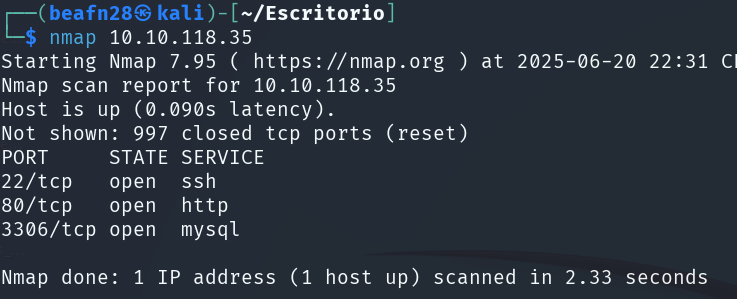 ┌──(beafn28㉿kali)-[~/Escritorio]
└─$ nmap 10.10.118.35
Starting Nmap 7.95 ( https://nmap.org ) at 2025-06-20 22:31
Nmap scan report for 10.10.118.35
Host is up (0.090s latency).
Not shown: 997 closed tcp ports (reset)
PORT     STATE SERVICE
22/tcp   open  ssh
80/tcp   open  http
3306/tcp open  mysql
Nmap done: 1 IP address (1 host up) scanned in 2.33 seconds